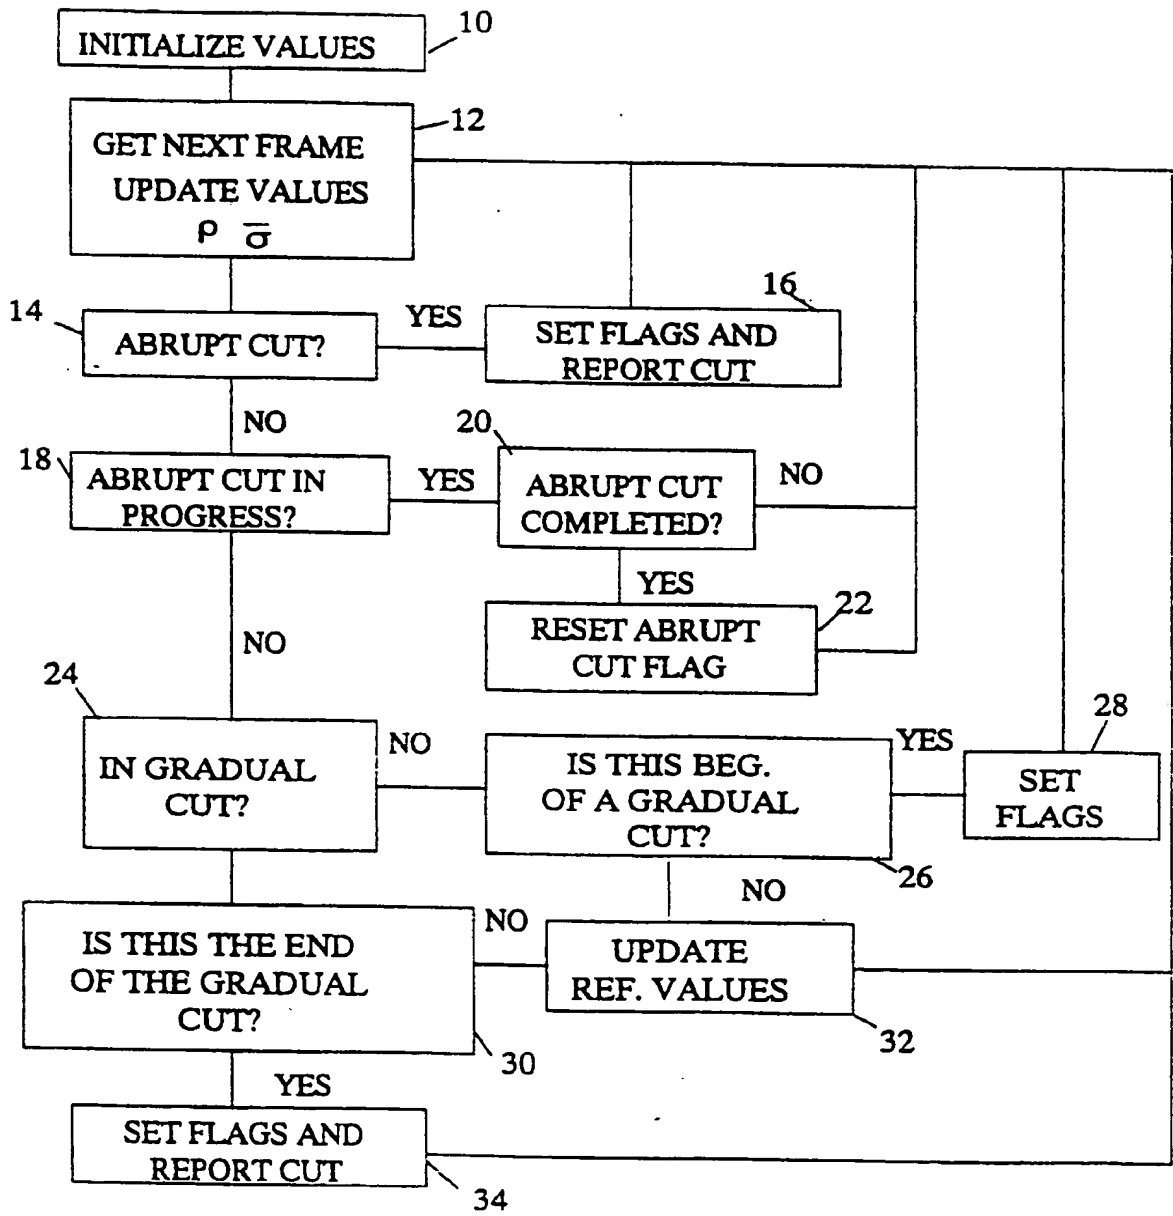 INITIALIZE VALUES
10
GET NEXT FRAME
UPDATE VALUES
ρ σ̅
12
14
ABRUPT CUT?
YES
16
SET FLAGS AND
REPORT CUT
NO
18
ABRUPT CUT IN
PROGRESS?
YES
20
ABRUPT CUT
COMPLETED?
NO
YES
22
RESET ABRUPT
CUT FLAG
NO
24
IN GRADUAL
CUT?
NO
IS THIS BEG.
OF A GRADUAL
CUT?
26
YES
28
SET
FLAGS
NO
IS THIS THE END
OF THE GRADUAL
CUT?
30
NO
UPDATE
REF. VALUES
32
YES
SET FLAGS AND
REPORT CUT
34